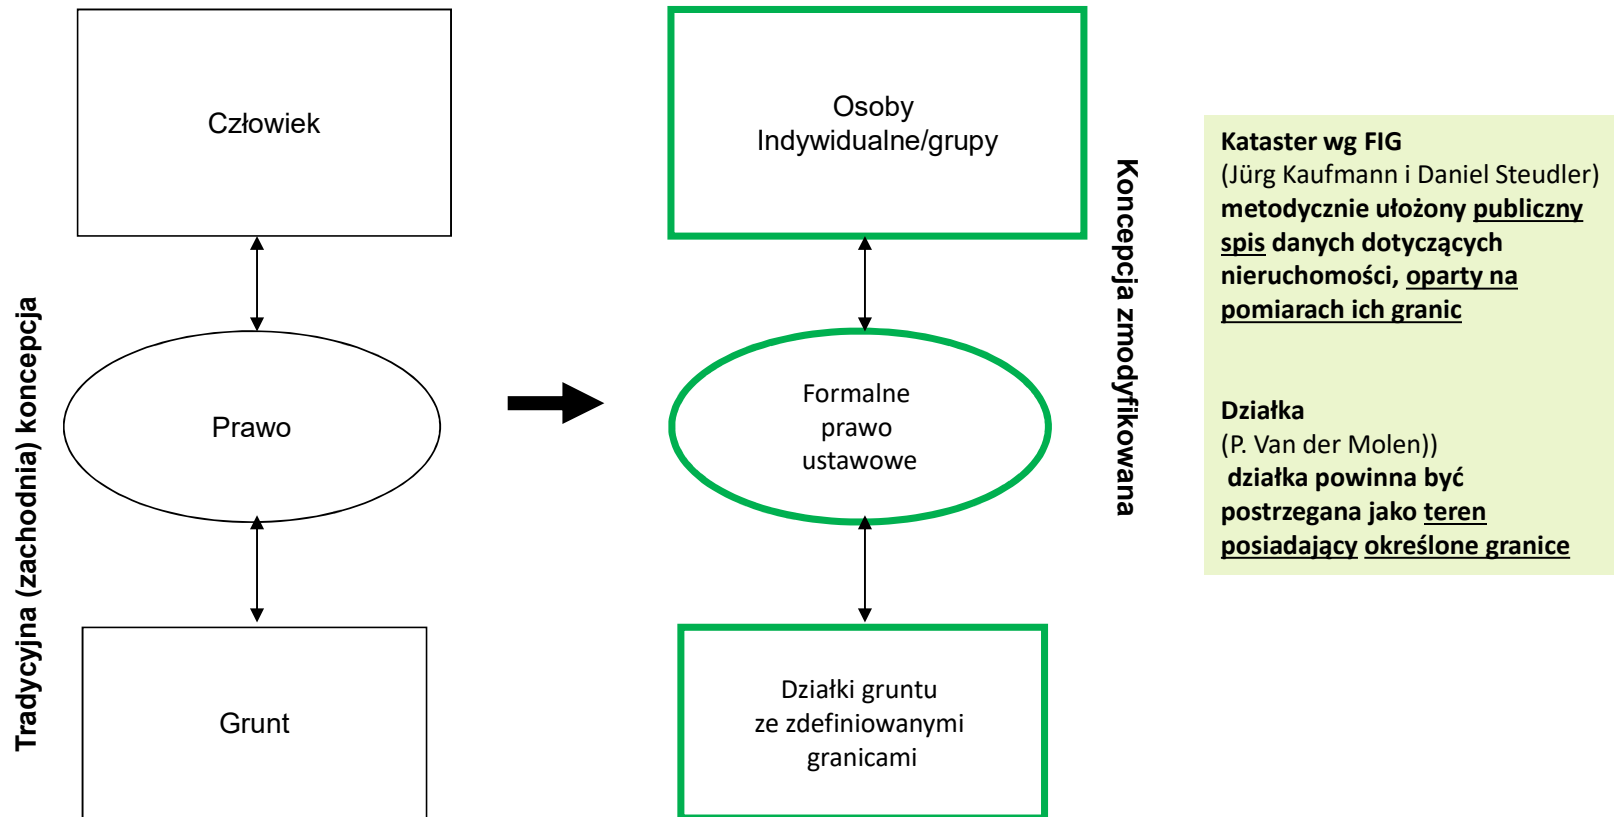 Tradycyjna (zachodnia) koncepcja
Człowiek
Prawo
Grunt
Osoby
Indywidualne/grupy
Formalne
prawo
ustawowe
Działki gruntu
ze zdefiniowanymi
granicami
Koncepcja zmodyfikowana
Kataster wg FIG
(Jürg Kaufmann i Daniel Steudler)
metodycznie ułożony publiczny
spis danych dotyczących
nieruchomości, oparty na
pomiarach ich granic
Działka
(P. Van der Molen))
działka powinna być
postrzegana jako teren
posiadający określone granice